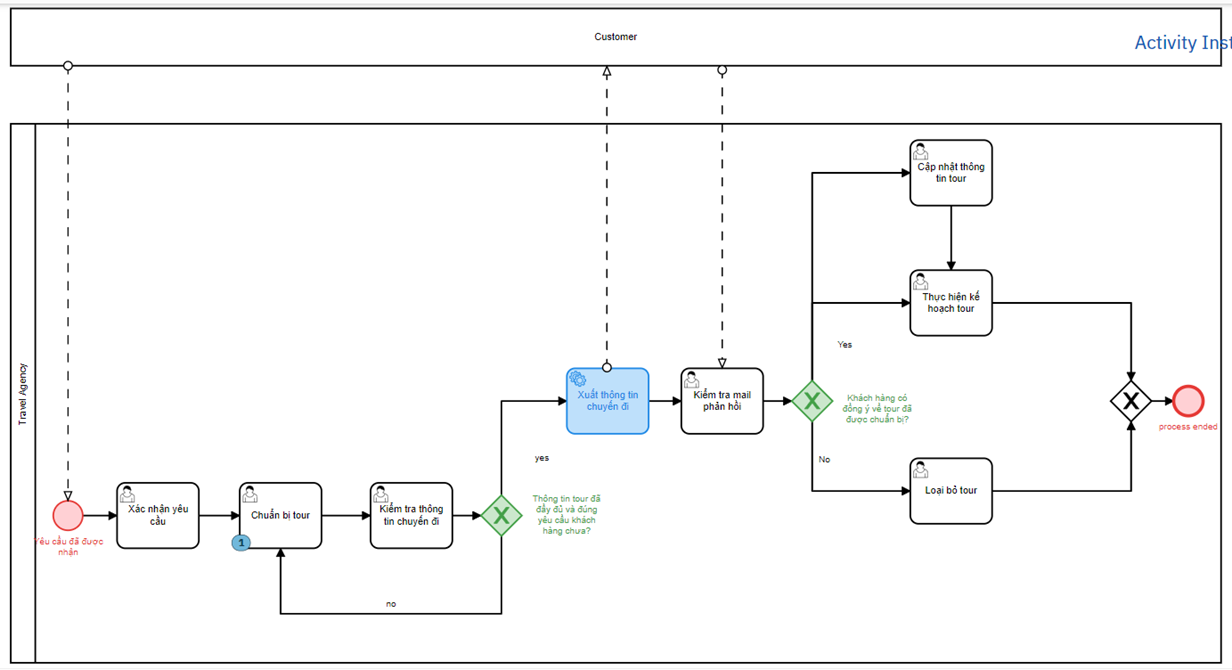 Customer
Activity Inst
Travel Agency
Cập nhật thông
tin tour
Thực hiện kế
hoạch tour
Yes
Xuất thông tin
chuyến đi
Kiểm tra mail
phản hồi
X
Khách hàng có
đồng ý về tour đã
được chuẩn bị?
X
process ended
yes
No
Loại bỏ tour
Yêu cầu đã được
nhận
Xác nhận yêu
cầu
Chuẩn bị tour
1
Kiểm tra thông
tin chuyến đi
X
Thông tin tour đã
đầy đủ và đúng
yêu cầu khách
hàng chưa?
no